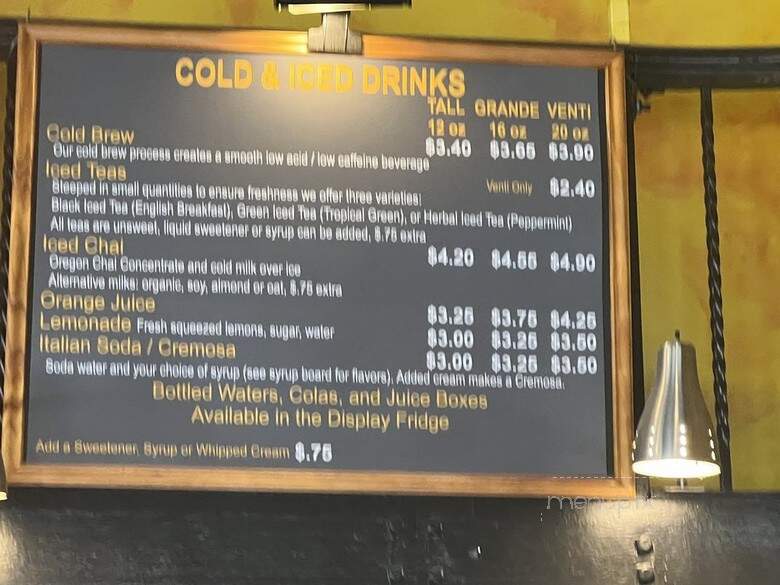 COLD & ICED DRINKS
TALL GRANDE VENTI
12 oz 16 oz 20 oz
Cold Brew $3.40 $3.65 $3.90
Our cold brew process creates a smooth low acid / low caffeine beverage
Iced Teas Venti Only $2.40
Steeped in small quantities to ensure freshness we offer three varieties:
Black Iced Tea (English Breakfast), Green Iced Tea (Tropical Green), or Herbal Iced Tea (Peppermint)
All teas are unsweet, liquid sweetener or syrup can be added, $.75 extra
Iced Chai $4.20 $4.55 $4.90
Oregon Chai Concentrate and cold milk over ice
Alternative milks: organic, soy, almond or oat, $.75 extra
Orange Juice $3.25 $3.75 $4.25
Lemonade Fresh squeezed lemons, sugar, water $3.00 $3.25 $3.50
Italian Soda / Cremosa $3.00 $3.25 $3.50
Soda water and your choice of syrup (see syrup board for flavors). Added cream makes a Cremosa.
Bottled Waters, Colas, and Juice Boxes
Available in the Display Fridge
Add a Sweetener, Syrup or Whipped Cream $.75